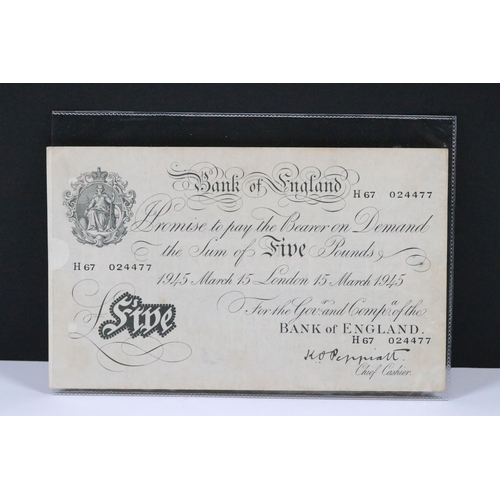 Bank of England
H67 024477
I Promise to pay the Bearer on Demand
the Sum of Five Pounds
H67 024477
1945 March 15 London 15 March 1945
For the Gov.r and Comp.a of the
BANK of ENGLAND.
£Five
H67 024477
K O Peppiatt
Chief Cashier.